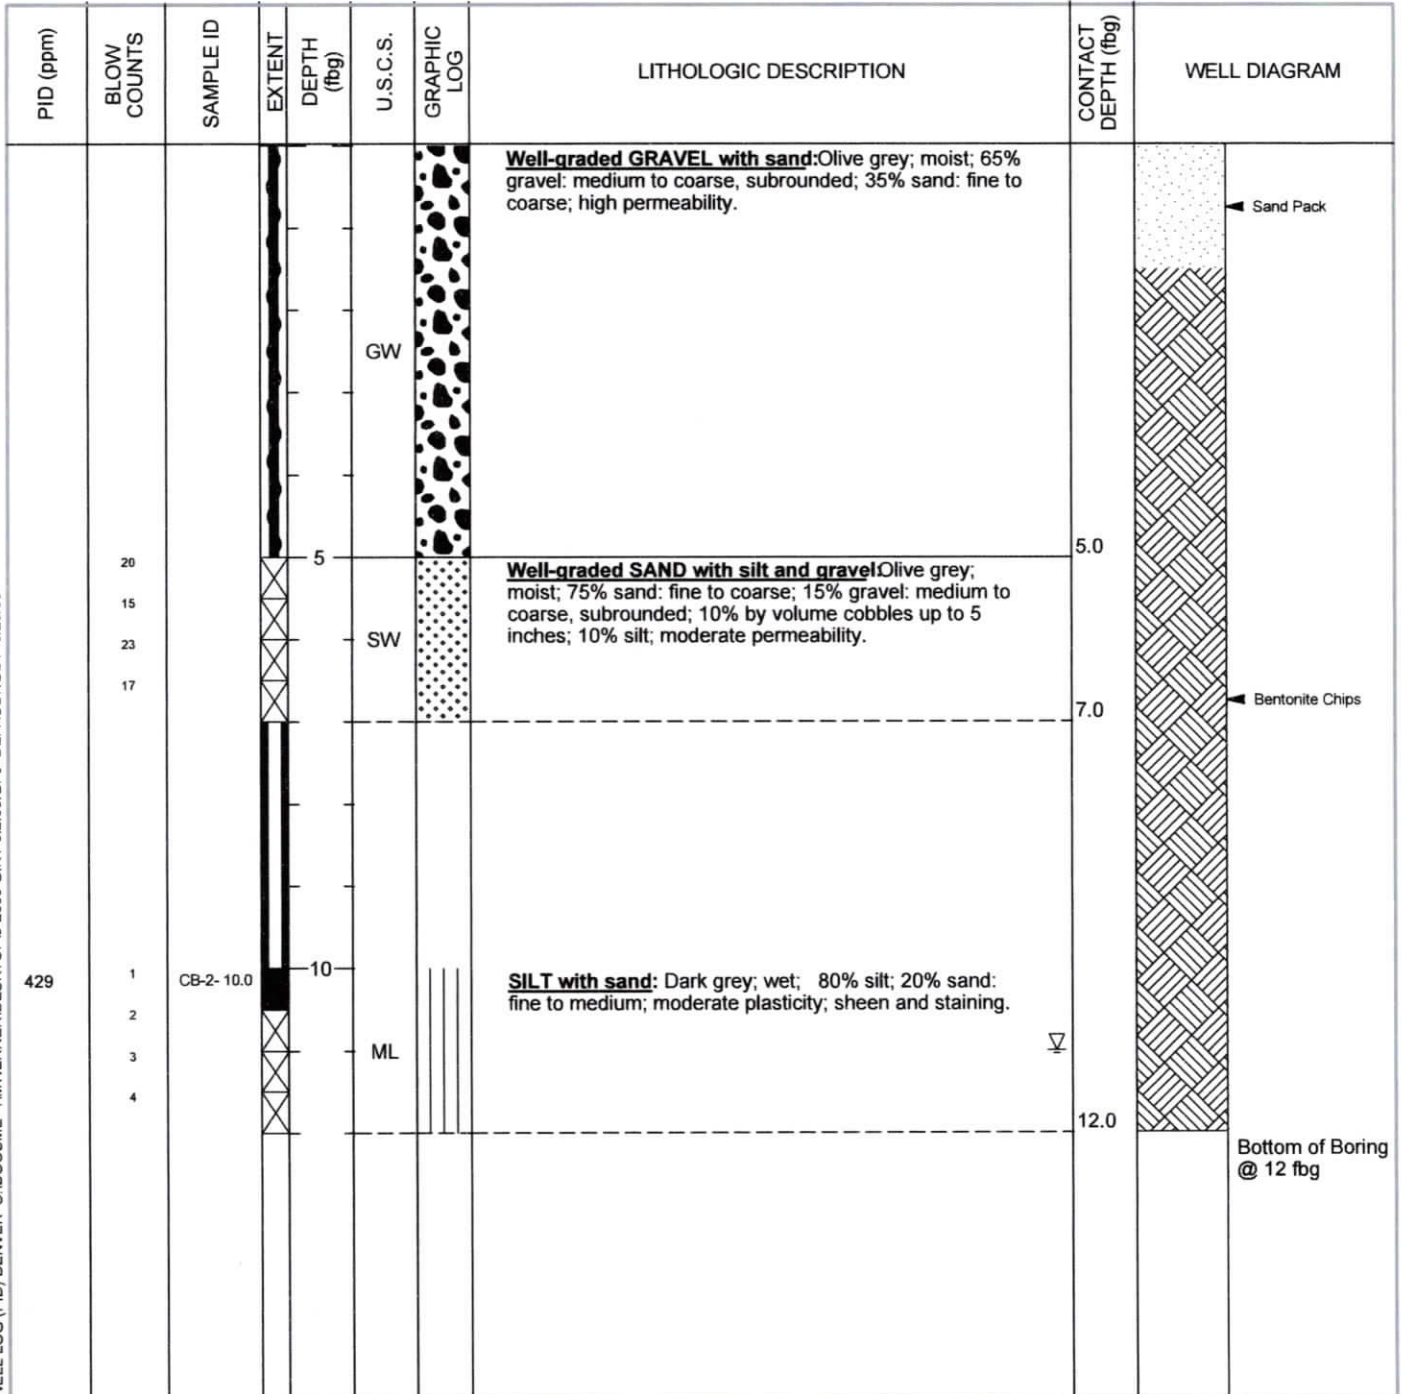 PID (ppm)
BLOW
COUNTS
SAMPLE ID
EXTENT
DEPTH
(fbg)
U.S.C.S.
GRAPHIC
LOG
LITHOLOGIC DESCRIPTION
CONTACT
DEPTH (fbg)
WELL DIAGRAM
Well-graded GRAVEL with sand:Olive grey; moist; 65%
gravel: medium to coarse, subrounded; 35% sand: fine to
coarse; high permeability.
Sand Pack
GW
5
5.0
20
15
23
17
SW
Well-graded SAND with silt and gravel:Olive grey;
moist; 75% sand: fine to coarse; 15% gravel: medium to
coarse, subrounded; 10% by volume cobbles up to 5
inches; 10% silt; moderate permeability.
Bentonite Chips
7.0
429
1
CB-2- 10.0
10
SILT with sand: Dark grey; wet; 80% silt; 20% sand:
fine to medium; moderate plasticity; sheen and staining.
2
3
4
ML
12.0
Bottom of Boring
@ 12 fbg